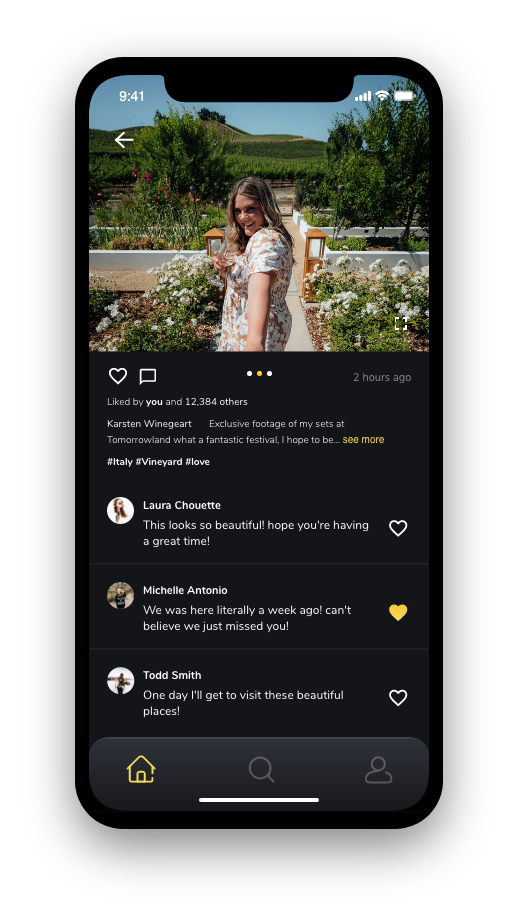 9:41
2 hours ago
Liked by you and 12,384 others
Karsten Winegeart Exclusive footage of my sets at
Tomorrowland what a fantastic festival, I hope to be... see more
#Italy #Vineyard #love
Laura Chouette
This looks so beautiful! hope you're having
a great time!
Michelle Antonio
We was here literally a week ago! can't
believe we just missed you!
Todd Smith
One day I'll get to visit these beautiful
places!